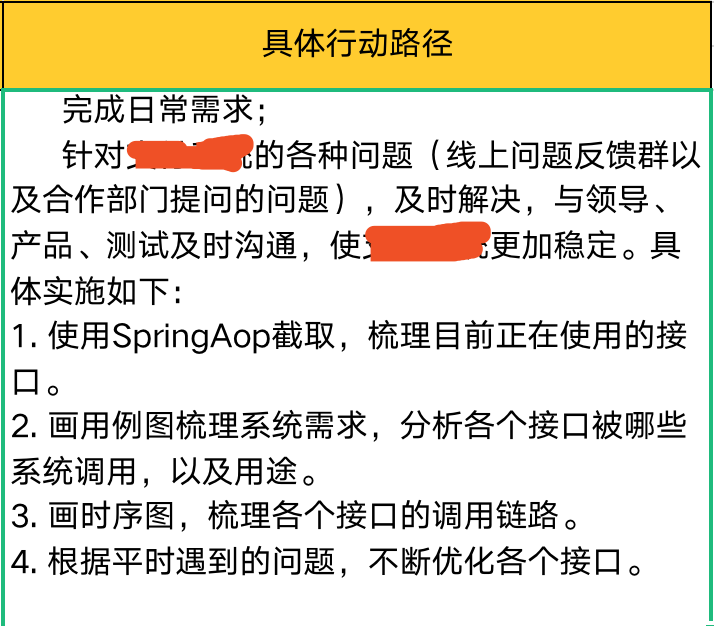 具体行动路径
完成日常需求；
针对的各种问题（线上问题反馈群以
及合作部门提问的问题），及时解决，与领导、
产品、测试及时沟通，使更加稳定。具
体实施如下：
1. 使用SpringAop截取，梳理目前正在使用的接
口。
2. 画用例图梳理系统需求，分析各个接口被哪些
系统调用，以及用途。
3. 画时序图，梳理各个接口的调用链路。
4. 根据平时遇到的问题，不断优化各个接口。